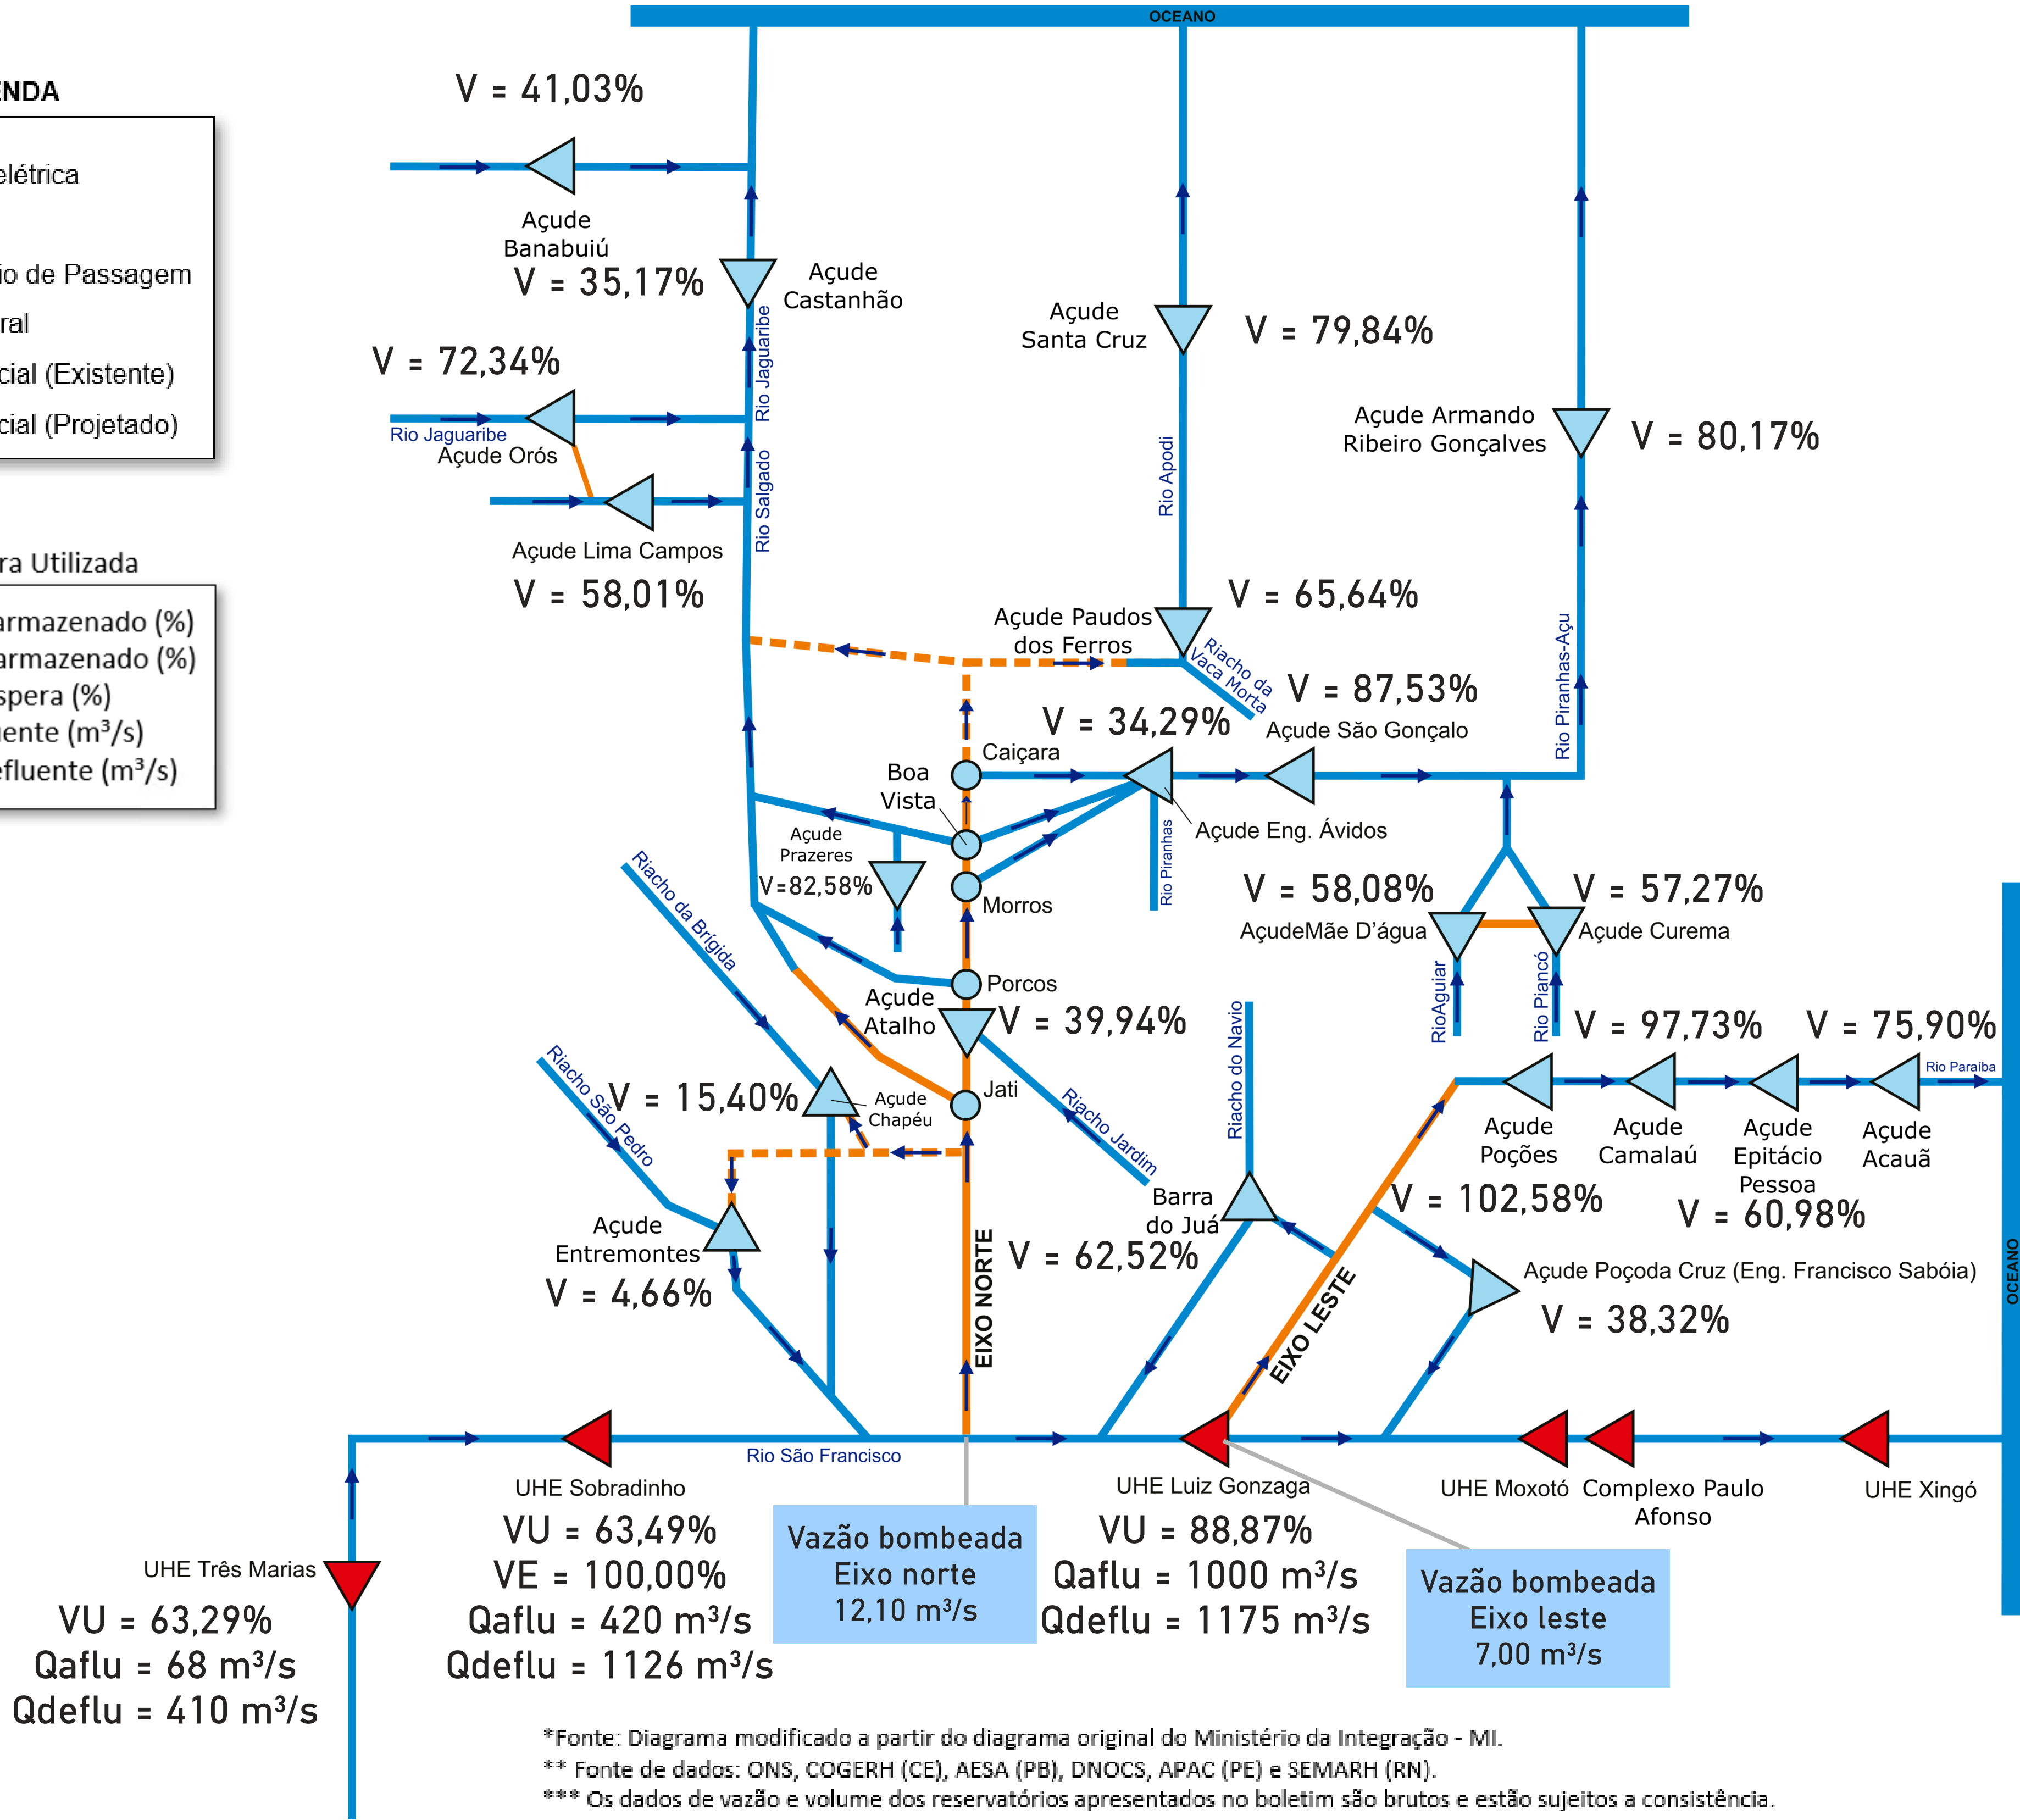 OCEANO
ENDA
elétrica
io de Passagem
ral
cial (Existente)
cial (Projetado)
ra Utilizada
armazenado (%)
armazenado (%)
spera (%)
uente (m³/s)
efluente (m³/s)
V = 41,03%
Açude
Banabuiú
V = 35,17%
Açude
Castanhão
Rio Jaguaribe
V = 72,34%
Rio Jaguaribe
Açude Orós
Rio Salgado
Açude Lima Campos
V = 58,01%
Açude
Santa Cruz
V = 79,84%
Rio Apodi
Açude Armando
Ribeiro Gonçalves
V = 80,17%
Rio Piranhas-Açu
Açude Paudos
dos Ferros
V = 65,64%
Riacho da
Vaca Morta
V = 87,53%
Açude São Gonçalo
V = 34,29%
Caiçara
Boa
Vista
Açude Eng. Ávidos
Rio Piranhas
Açude
Prazeres
V=82,58%
Morros
Porcos
V = 58,08%
AçudeMãe D'água
V = 57,27%
Açude Curema
RioAguiar
Rio Piancó
Riacho da Brígida
Açude
Atalho
V = 39,94%
Riacho São Pedro
V = 15,40%
Açude
Chapéu
Jati
Riacho Jardim
Riacho do Navio
V = 97,73%
V = 75,90%
Rio Paraíba
Açude
Poções
Açude
Camalaú
Açude
Epitácio
Pessoa
Açude
Acauã
V = 102,58%
V = 60,98%
Barra
do Juá
V = 62,52%
Açude
Entremontes
V = 4,66%
EIXO NORTE
EIXO LESTE
Açude Poçoda Cruz (Eng. Francisco Sabóia)
V = 38,32%
OCEANO
Rio São Francisco
UHE Sobradinho
VU = 63,49%
VE = 100,00%
Qaflu = 420 m³/s
Qdeflu = 1126 m³/s
Vazão bombeada
Eixo norte
12,10 m³/s
UHE Luiz Gonzaga
VU = 88,87%
Qaflu = 1000 m³/s
Qdeflu = 1175 m³/s
Vazão bombeada
Eixo leste
7,00 m³/s
UHE Moxotó
Complexo Paulo
Afonso
UHE Xingó
UHE Três Marias
VU = 63,29%
Qaflu = 68 m³/s
Qdeflu = 410 m³/s
*Fonte: Diagrama modificado a partir do diagrama original do Ministério da Integração - MI.
** Fonte de dados: ONS, COGERH (CE), AESA (PB), DNOCS, APAC (PE) e SEMARH (RN).
*** Os dados de vazão e volume dos reservatórios apresentados no boletim são brutos e estão sujeitos a consistência.